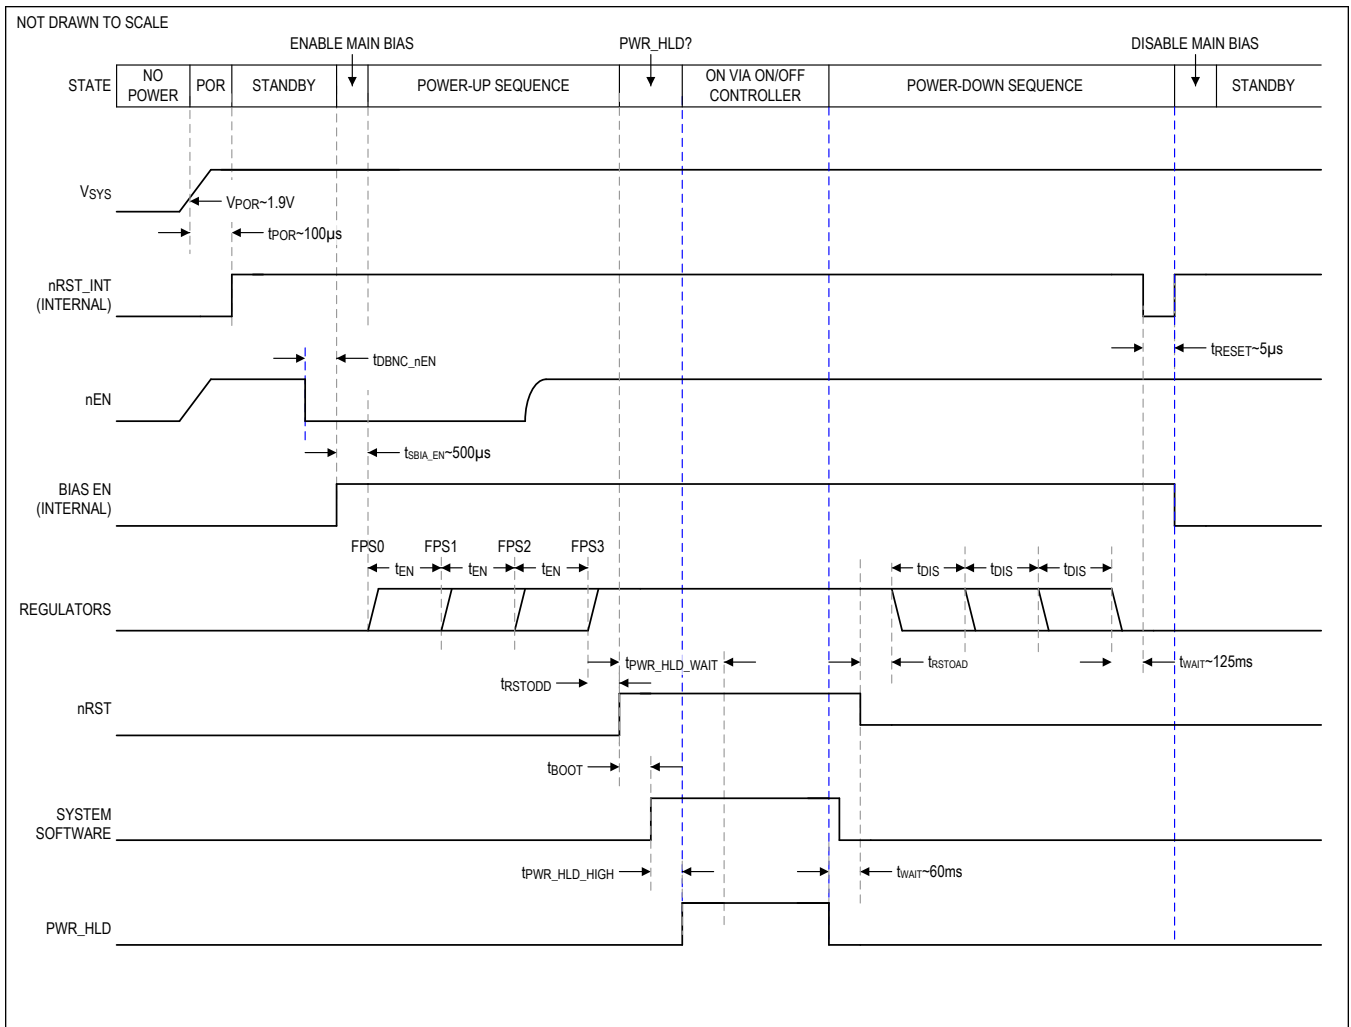 NOT DRAWN TO SCALE
ENABLE MAIN BIAS
PWR_HLD?
DISABLE MAIN BIAS
STATE
NO
POWER
POR
STANDBY
POWER-UP SEQUENCE
ON VIA ON/OFF
CONTROLLER
POWER-DOWN SEQUENCE
STANDBY
VSYS
VPOR~1.9V
tPOR~100µs
nRST_INT
(INTERNAL)
tRESET~5µs
tDBNC_nEN
nEN
tSBIA_EN~500µs
BIAS EN
(INTERNAL)
FPS0 FPS1 FPS2 FPS3
tEN tEN tEN
tDIS tDIS tDIS
REGULATORS
tPWR_HLD_WAIT
tRSTOAD
tWAIT~125ms
tRSTODD
nRST
tBOOT
SYSTEM
SOFTWARE
tPWR_HLD_HIGH
tWAIT~60ms
PWR_HLD